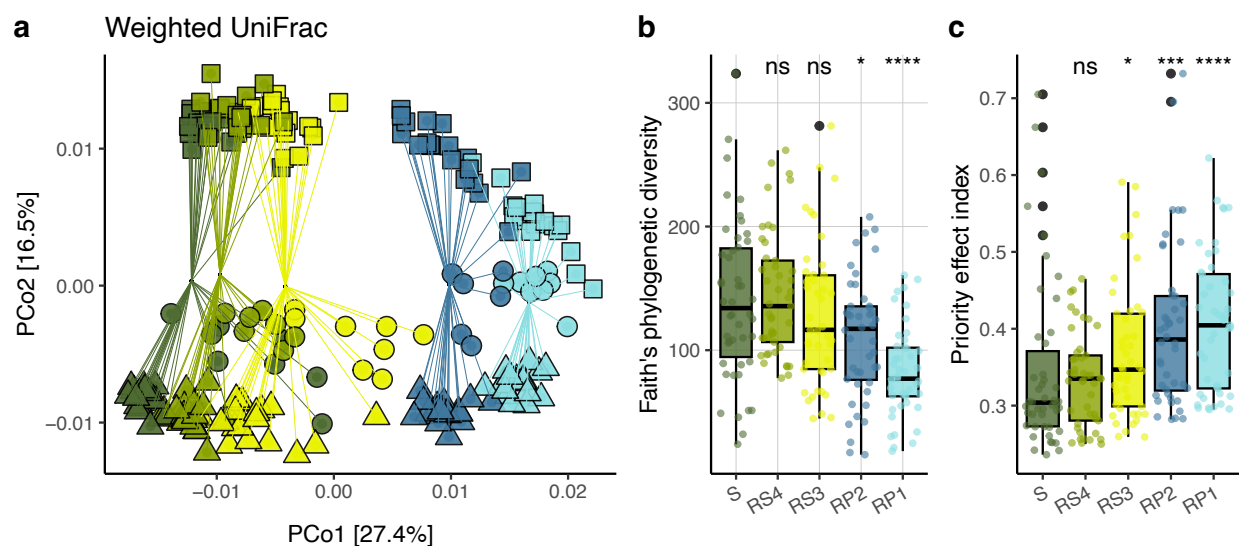 a Weighted UniFrac
PCo2 [16.5%]
0.01
0.00
−0.01
−0.01 0.00 0.01 0.02
PCo1 [27.4%]
b
Faith's phylogenetic diversity
300
200
100
ns ns * ****
S RS4 RS3 RP2 RP1
c
Priority effect index
0.7
0.6
0.5
0.4
0.3
ns * *** ****
S RS4 RS3 RP2 RP1